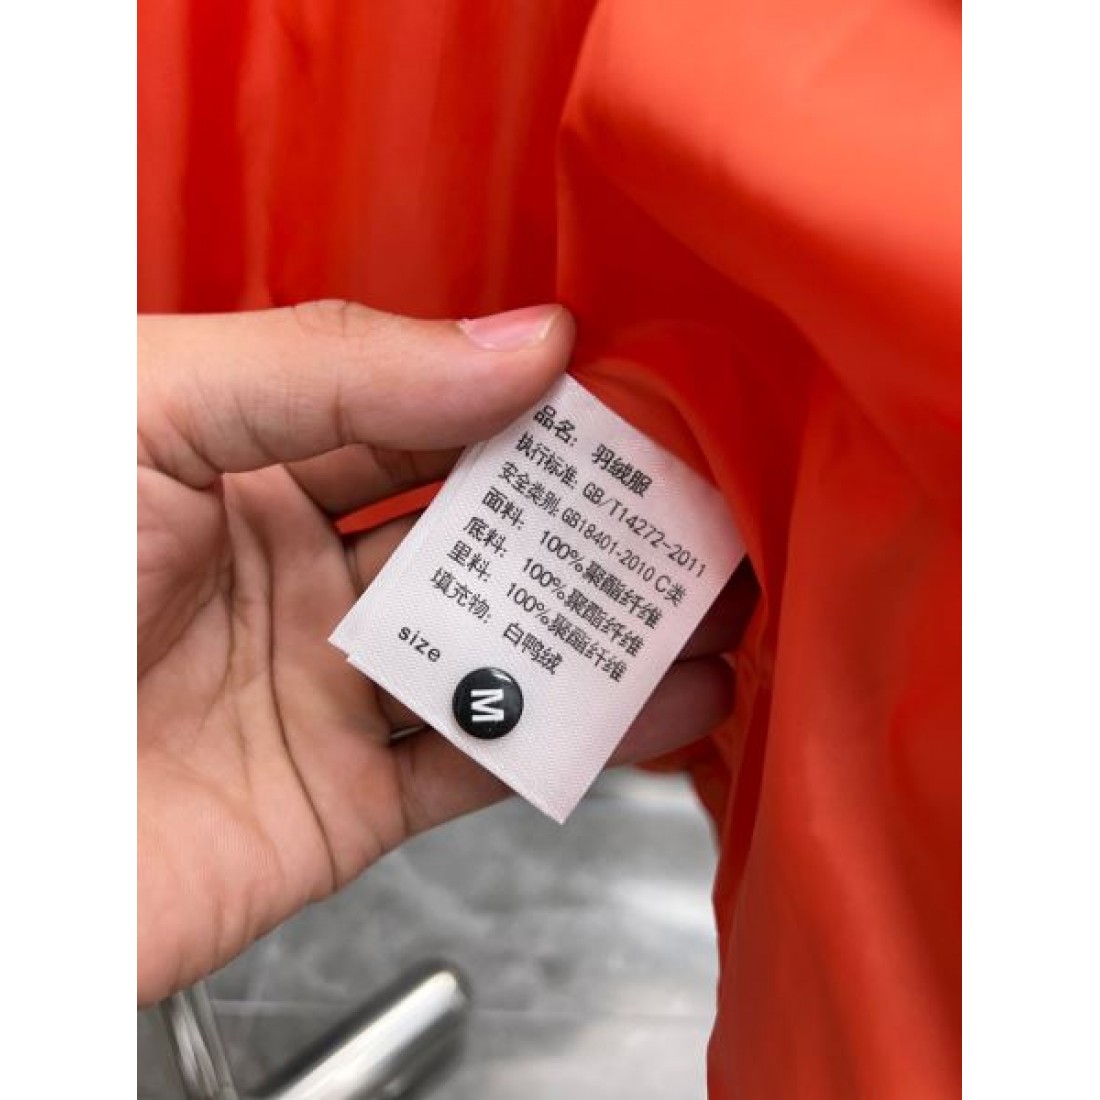 品名: 羽绒服
执行标准: GB/T14272-2011
安全类别: GB18401-2010 C类
面料: 100%聚酯纤维
底料: 100%聚酯纤维
里料: 100%聚酯纤维
填充物: 白鸭绒
size
M